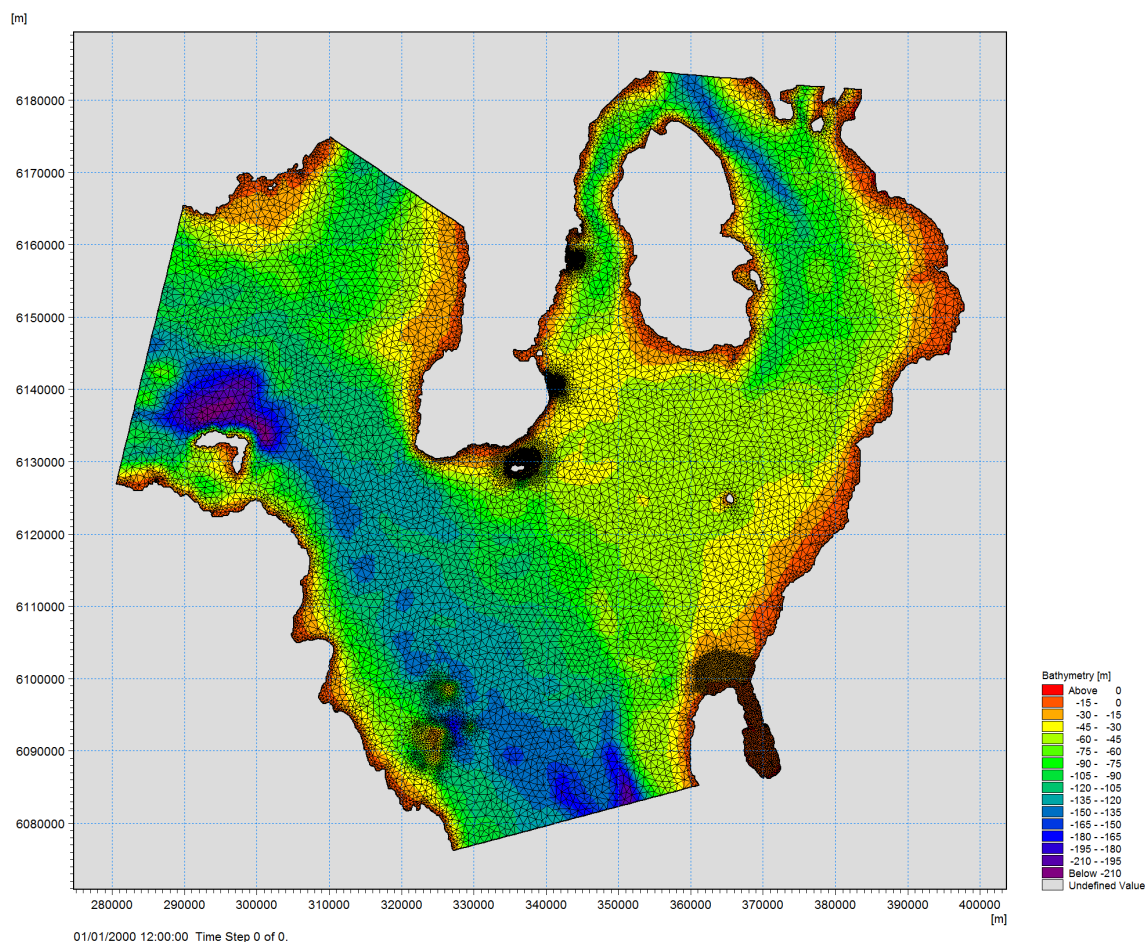 [m]
6180000
6170000
6160000
6150000
6140000
6130000
6120000
6110000
6100000
6090000
6080000
280000 290000 300000 310000 320000 330000 340000 350000 360000 370000 380000 390000 400000
[m]
Bathymetry [m]
Above 0
-15 - 0
-30 - -15
-45 - -30
-60 - -45
-75 - -60
-90 - -75
-105 - -90
-120 - -105
-135 - -120
-150 - -135
-165 - -150
-180 - -165
-195 - -180
-210 - -195
Below -210
Undefined Value
01/01/2000 12:00:00 Time Step 0 of 0.